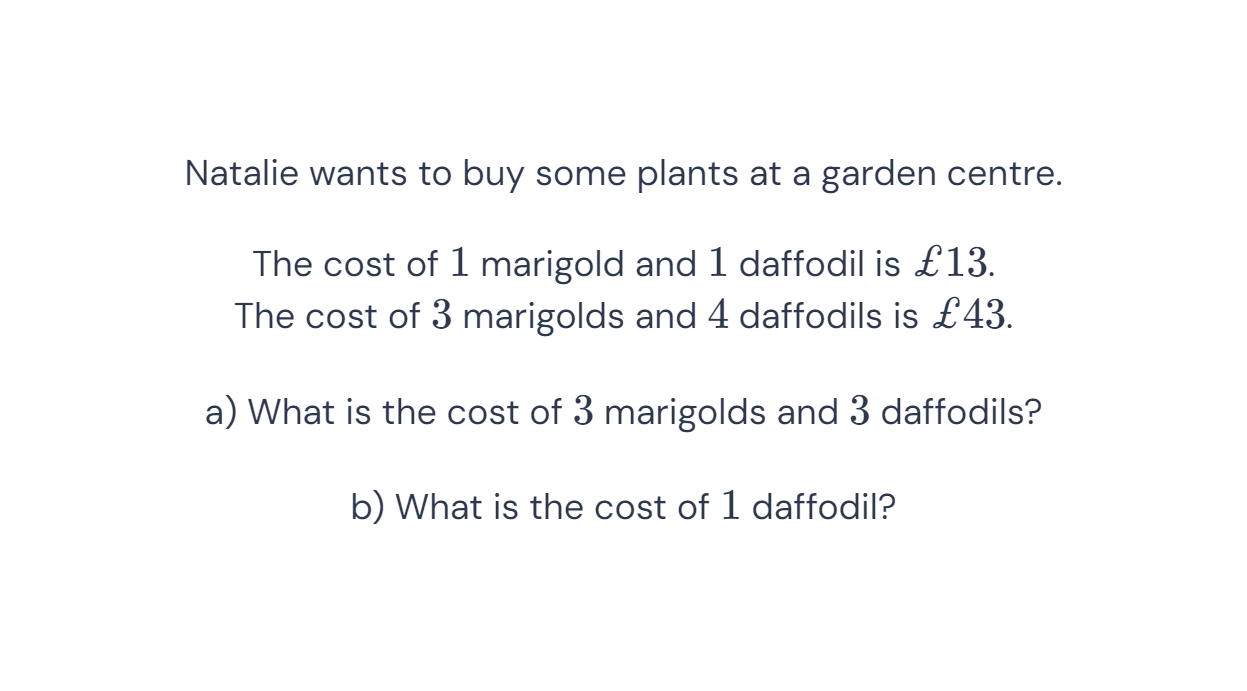 Natalie wants to buy some plants at a garden centre.
The cost of 1 marigold and 1 daffodil is £13.
The cost of 3 marigolds and 4 daffodils is £43.
a) What is the cost of 3 marigolds and 3 daffodils?
b) What is the cost of 1 daffodil?